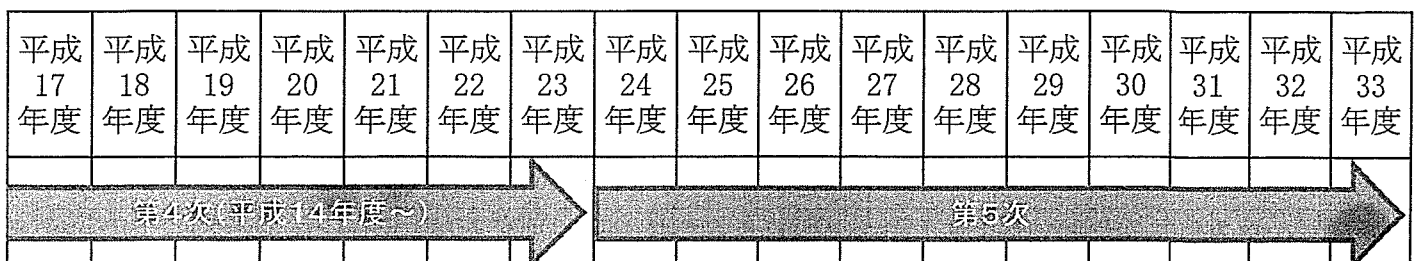 平成 平成 平成 平成 平成 平成 平成 平成 平成 平成 平成 平成 平成 平成 平成 平成 平成
17 18 19 20 21 22 23 24 25 26 27 28 29 30 31 32 33
年度 年度 年度 年度 年度 年度 年度 年度 年度 年度 年度 年度 年度 年度 年度 年度 年度
第4次(平成14年度～) 第5次